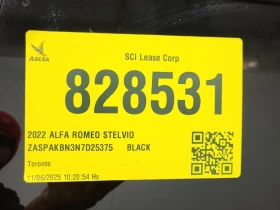 ADESA
SCI Lease Corp
828531
2022 ALFA ROMEO STELVIO
ZASPAKBN3N7D25375 BLACK
Toronto
11/06/2025 10:20:54 Hs